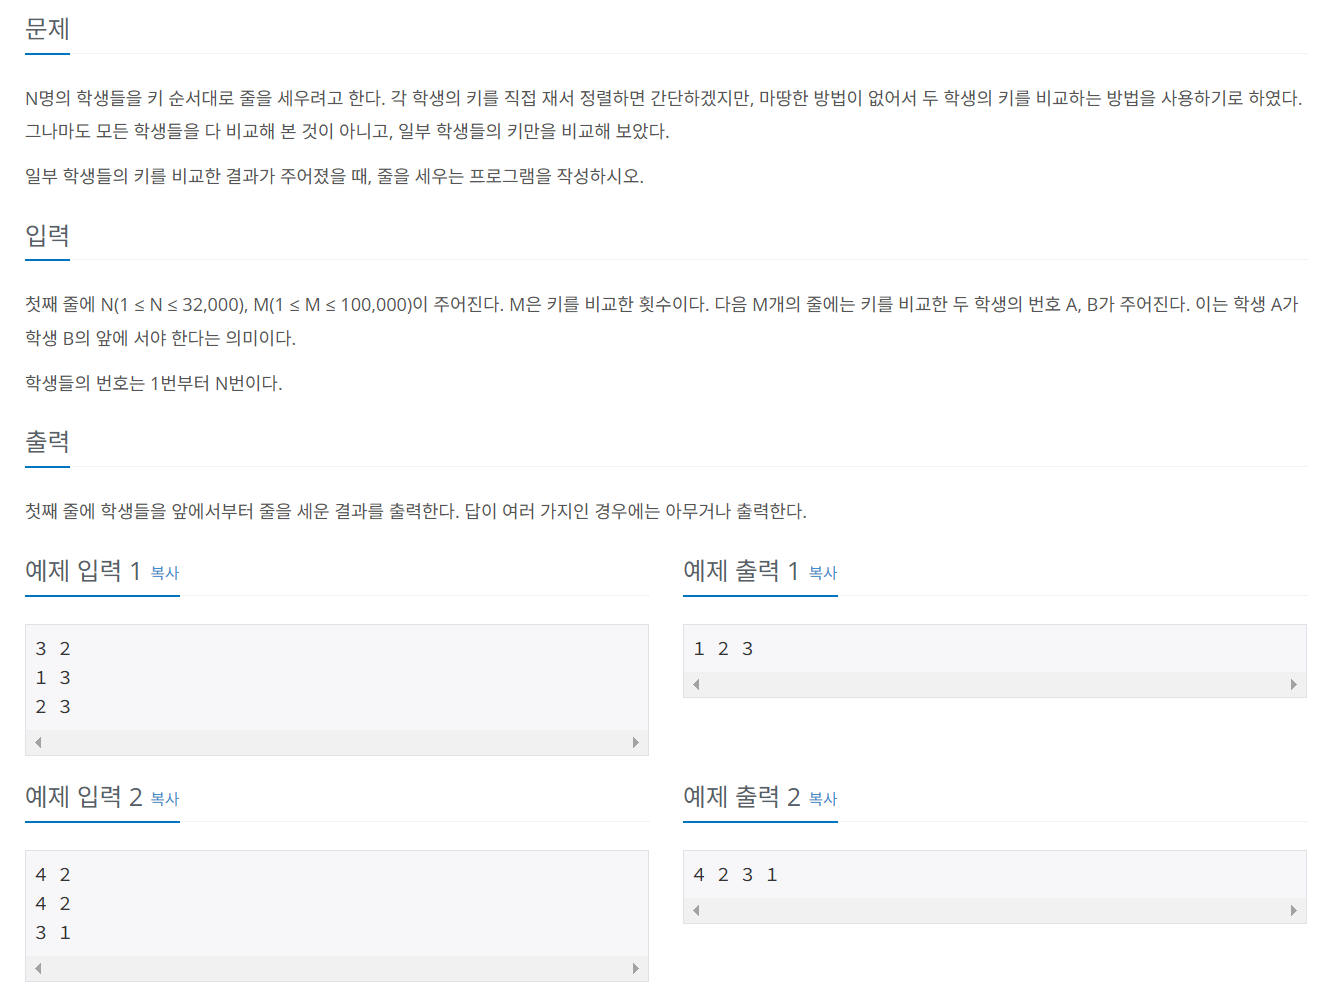 문제
N명의 학생들을 키 순서대로 줄을 세우려고 한다. 각 학생의 키를 직접 재서 정렬하면 간단하겠지만, 마땅한 방법이 없어서 두 학생의 키를 비교하는 방법을 사용하기로 하였다.
그나마도 모든 학생들을 다 비교해 본 것이 아니고, 일부 학생들의 키만을 비교해 보았다.
일부 학생들의 키를 비교한 결과가 주어졌을 때, 줄을 세우는 프로그램을 작성하시오.
입력
첫째 줄에 N(1 ≤ N ≤ 32,000), M(1 ≤ M ≤ 100,000)이 주어진다. M은 키를 비교한 횟수이다. 다음 M개의 줄에는 키를 비교한 두 학생의 번호 A, B가 주어진다. 이는 학생 A가
학생 B의 앞에 서야 한다는 의미이다.
학생들의 번호는 1번부터 N번이다.
출력
첫째 줄에 학생들을 앞에서부터 줄을 세운 결과를 출력한다. 답이 여러 가지인 경우에는 아무거나 출력한다.
예제 입력 1 복사
3 2
1 3
2 3
예제 출력 1 복사
1 2 3
예제 입력 2 복사
4 2
4 2
3 1
예제 출력 2 복사
4 2 3 1